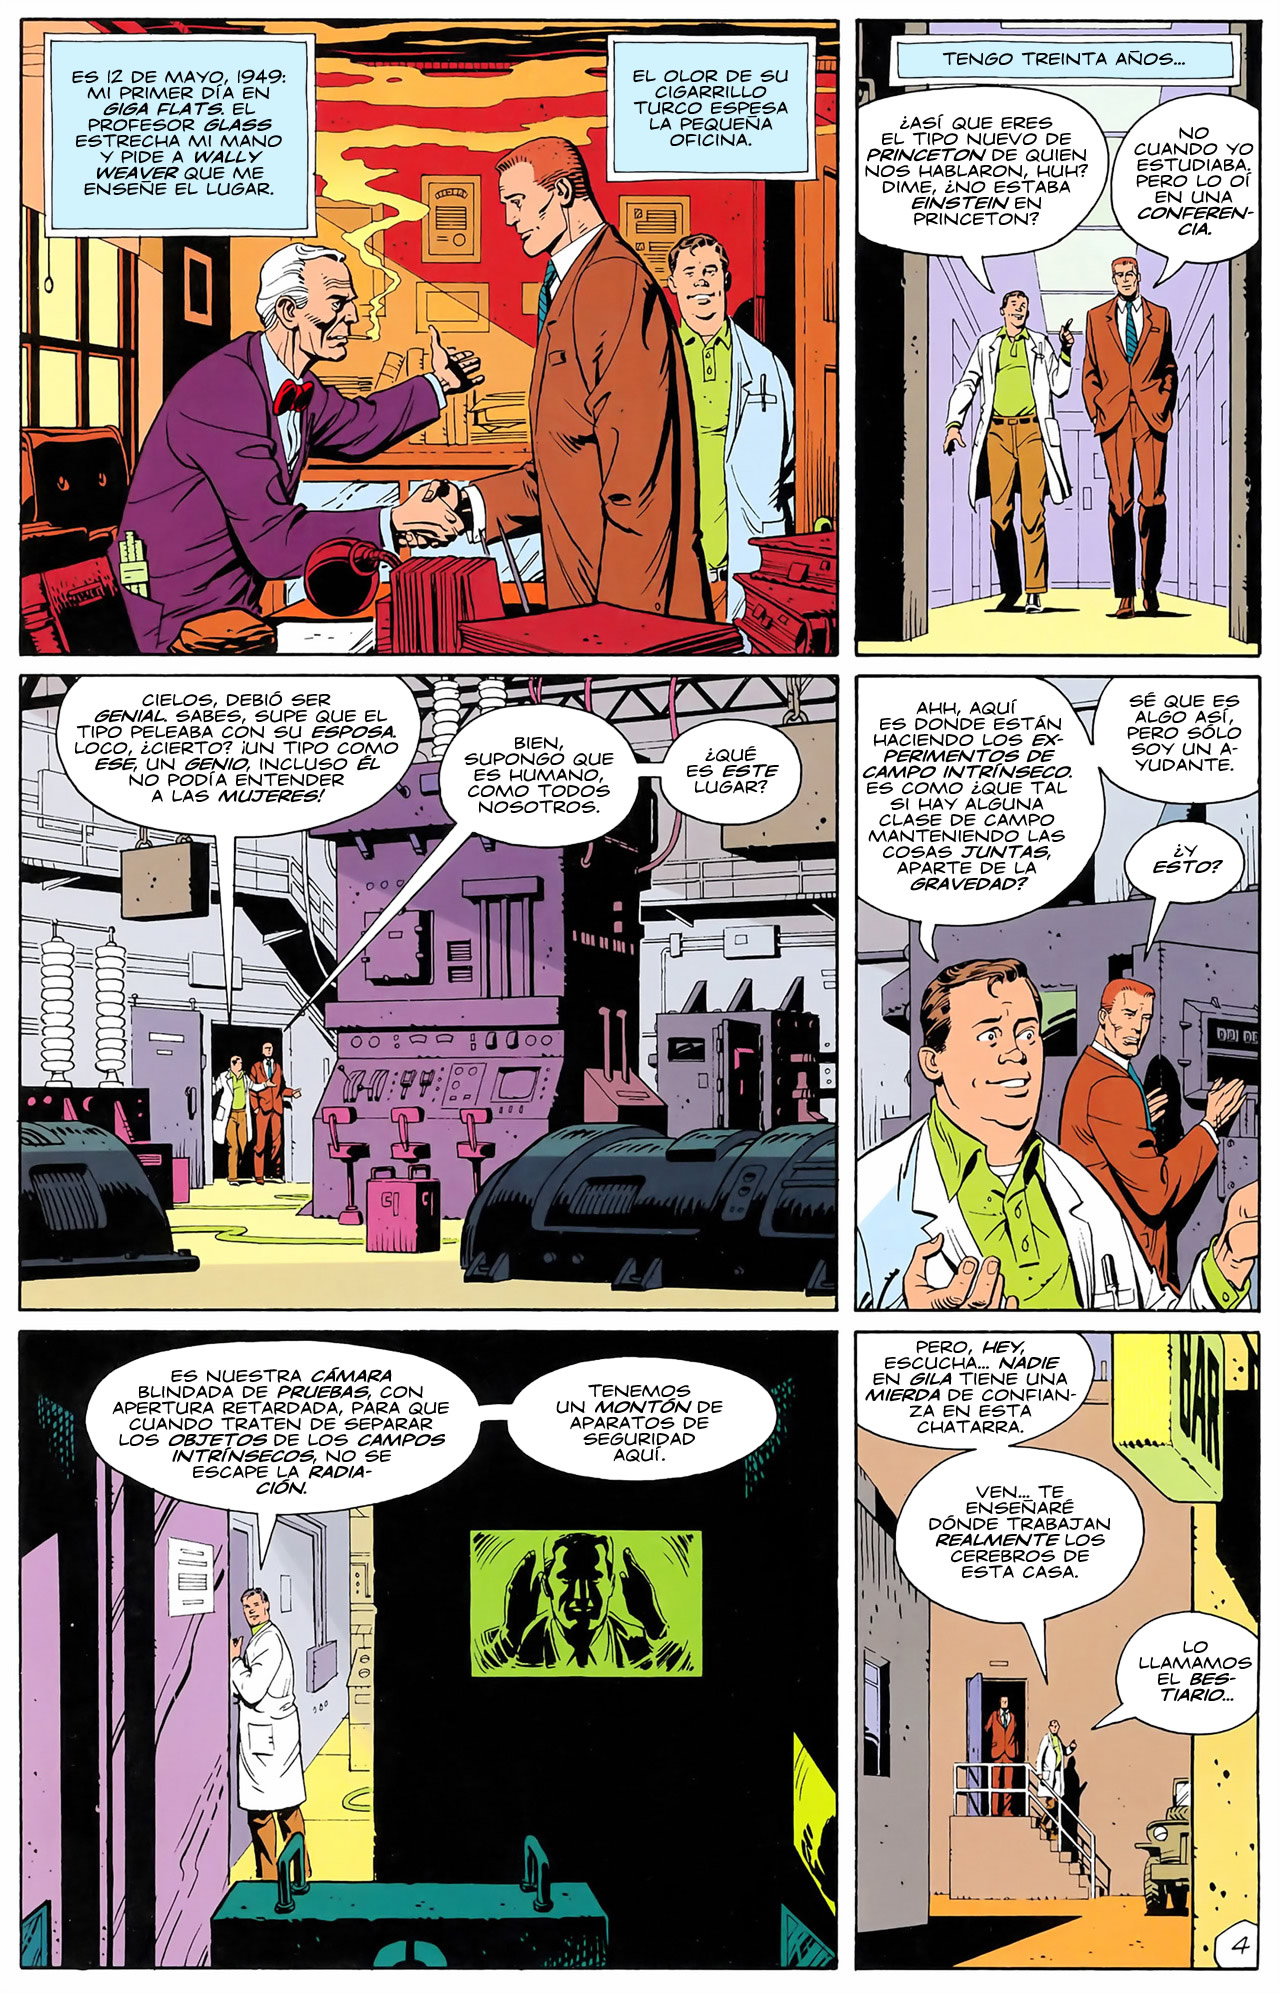 ES 12 DE MAYO, 1949:
MI PRIMER DÍA EN
GIGA FLATS. EL
PROFESOR GLASS
ESTRECHA MI MANO
Y PIDE A WALLY
WEAVER QUE ME
ENSEÑE EL LUGAR.
EL OLOR DE SU
CIGARRILLO
TURCO ESPESA
LA PEQUEÑA
OFICINA.
TENGO TREINTA AÑOS...
¿ASÍ QUE ERES
EL TIPO NUEVO DE
PRINCETON DE QUIEN
NOS HABLARON, HUH?
DIME, ¿NO ESTABA
EINSTEIN EN
PRINCETON?
NO
CUANDO YO
ESTUDIABA,
PERO LO OÍ
EN UNA
CONFEREN-
CIA.
CIELOS, DEBIÓ SER
GENIAL. SABES, SUPE QUE EL
TIPO PELEABA CON SU ESPOSA.
LOCO, ¿CIERTO? ¡UN TIPO COMO
ESE, UN GENIO, INCLUSO ÉL
NO PODÍA ENTENDER
A LAS MUJERES!
BIEN,
SUPONGO QUE
ES HUMANO,
COMO TODOS
NOSOTROS.
¿QUÉ
ES ESTE
LUGAR?
AHH, AQUÍ
ES DONDE ESTÁN
HACIENDO LOS EX-
PERIMENTOS DE
CAMPO INTRÍNSECO.
ES COMO ¿QUE TAL
SI HAY ALGUNA
CLASE DE CAMPO
MANTENIENDO LAS
COSAS JUNTAS,
APARTE DE LA
GRAVEDAD?
SÉ QUE ES
ALGO ASÍ,
PERO SÓLO
SOY UN A-
YUDANTE.
¿Y
ESTO?
ES NUESTRA CÁMARA
BLINDADA DE PRUEBAS, CON
APERTURA RETARDADA, PARA QUE
CUANDO TRATEN DE SEPARAR
LOS OBJETOS DE LOS CAMPOS
INTRÍNSECOS, NO SE
ESCAPE LA RADIA-
CIÓN.
TENEMOS
UN MONTÓN DE
APARATOS DE
SEGURIDAD
AQUÍ.
PERO, HEY,
ESCUCHA... NADIE
EN GILA TIENE UNA
MIERDA DE CONFIAN-
ZA EN ESTA
CHATARRA.
BAR
VEN... TE
ENSEÑARÉ
DÓNDE TRABAJAN
REALMENTE LOS
CEREBROS DE
ESTA CASA.
LO
LLAMAMOS
EL BES-
TIARIO...
4